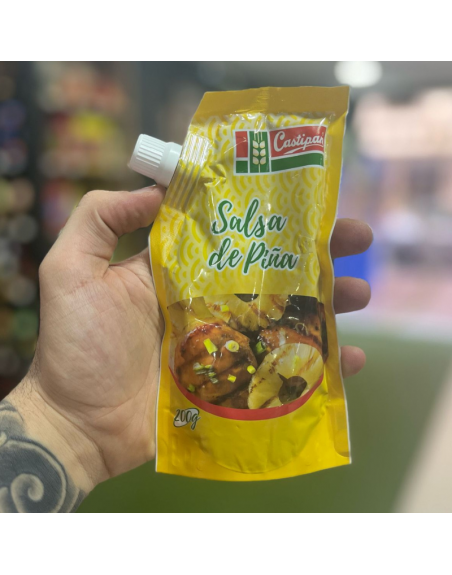 Castipan
Salsa
de Piña
200g